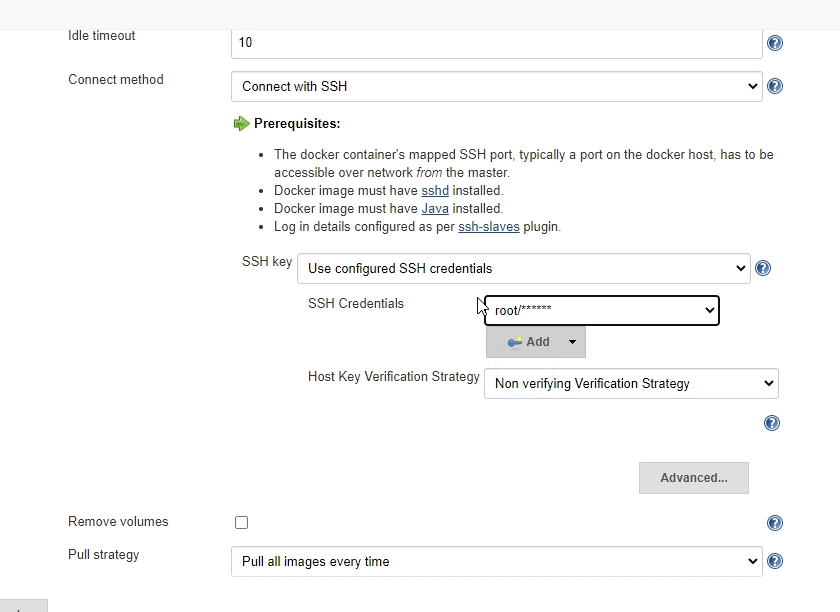 Idle timeout
10
Connect method
Connect with SSH
Prerequisites:
The docker container's mapped SSH port, typically a port on the docker host, has to be
accessible over network from the master.
Docker image must have sshd installed.
Docker image must have Java installed.
Log in details configured as per ssh-slaves plugin.
SSH key
Use configured SSH credentials
SSH Credentials
root/******
Add
Host Key Verification Strategy
Non verifying Verification Strategy
Advanced...
Remove volumes
Pull strategy
Pull all images every time